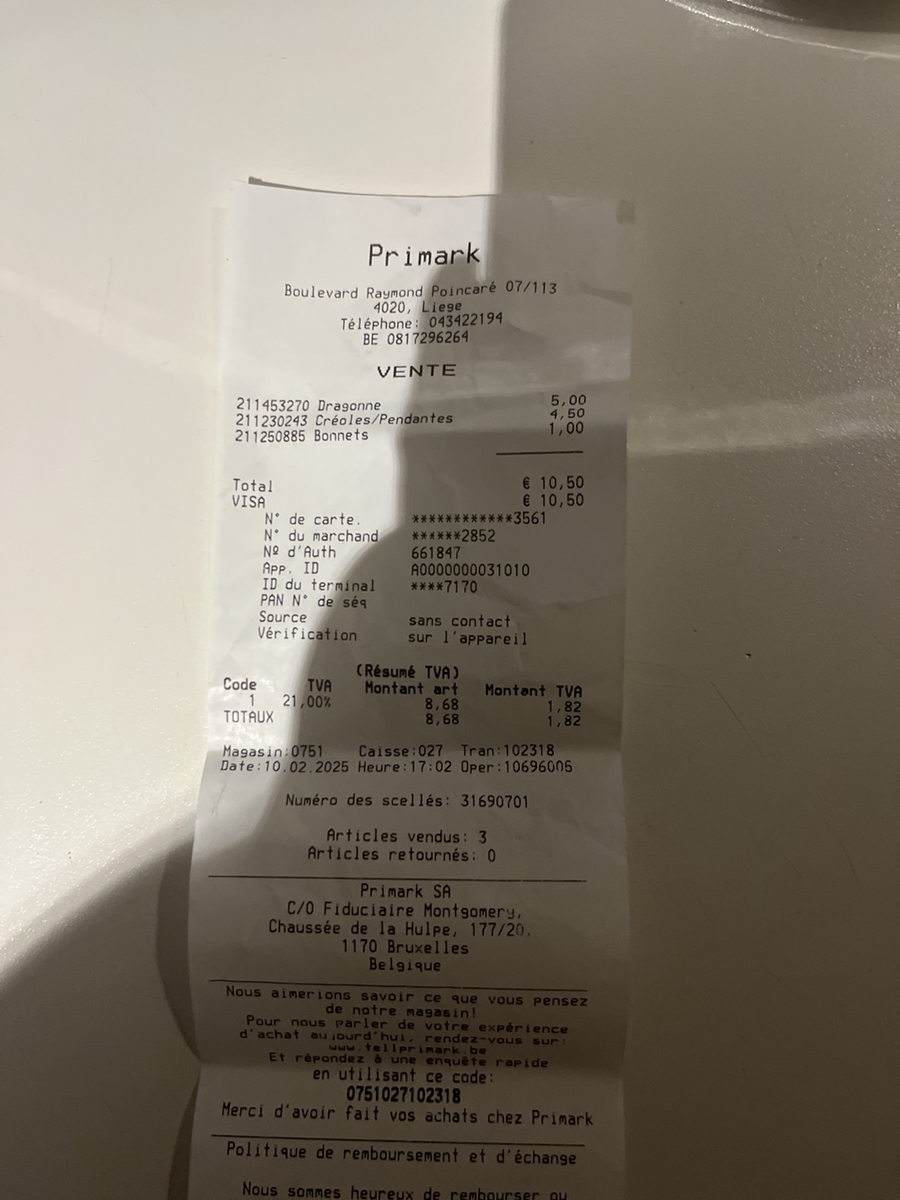 Primark
Boulevard Raymond Poincaré 07/113
4020, Liege
Téléphone: 043422194
BE 0817296264
VENTE
211453270 Dragonne 5,00
211230243 Créoles/Pendantes 4,50
211250885 Bonnets 1,00
Total € 10,50
VISA € 10,50
N° de carte. ************3561
N° du marchand ******2852
Nº d'Auth 661847
App. ID A0000000031010
ID du terminal ****7170
PAN N° de séq
Source sans contact
Vérification sur l'appareil
(Résumé TVA)
Code TVA Montant art Montant TVA
1 21,00% 8,68 1,82
TOTAUX 8,68 1,82
Magasin:0751 Caisse:027 Tran:102318
Date:10.02.2025 Heure:17:02 Oper:10696005
Numéro des scellés: 31690701
Articles vendus: 3
Articles retournés: 0
Primark SA
C/O Fiduciaire Montgomery,
Chaussée de la Hulpe, 177/20,
1170 Bruxelles
Belgique
Nous aimerions savoir ce que vous pensez
de notre magasin!
Pour nous parler de votre expérience
d'achat aujourd'hui, rendez-vous sur:
www.tellprimark.be
Et répondez à une enquête rapide
en utilisant ce code:
0751027102318
Merci d'avoir fait vos achats chez Primark
Politique de remboursement et d'échange
Nous sommes heureux de rembourser ou